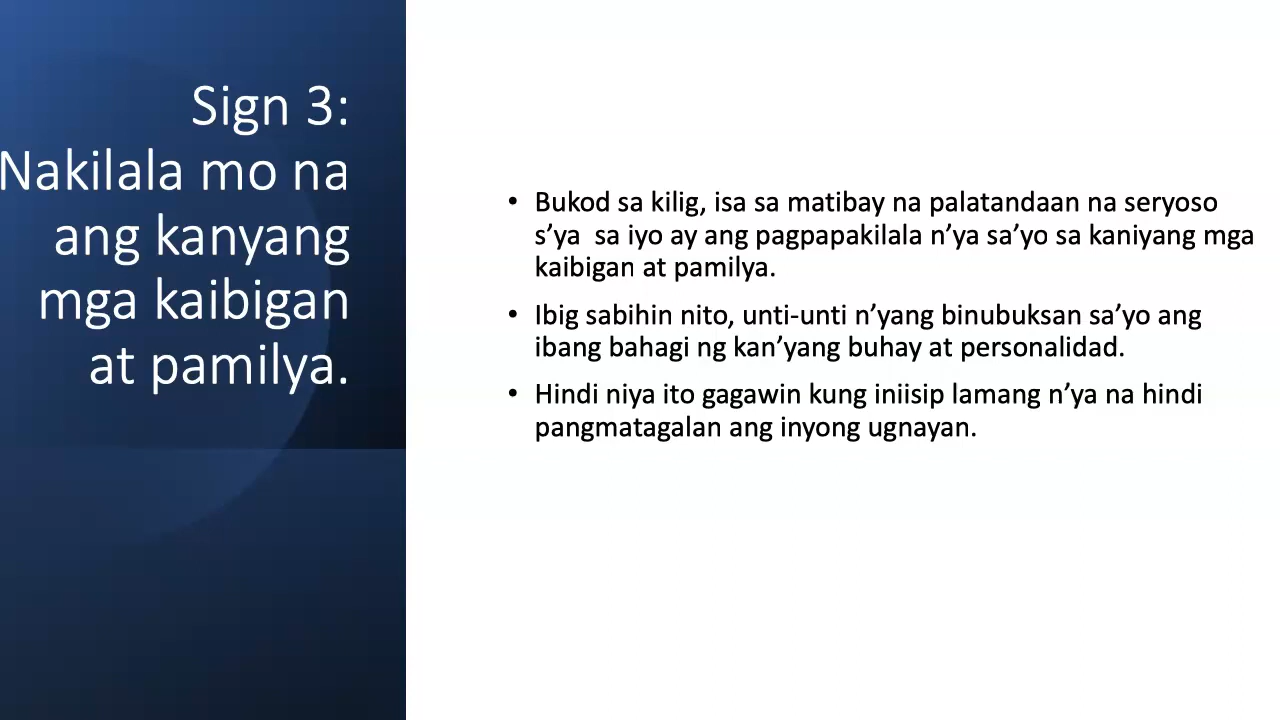 Sign 3:
Nakilala mo na
ang kanyang
mga kaibigan
at pamilya.
• Bukod sa kilig, isa sa matibay na palatandaan na seryoso
s’ya  sa iyo ay ang pagpapakilala n’ya sa’yo sa kaniyang mga
kaibigan at pamilya.
• Ibig sabihin nito, unti-unti n’yang binubuksan sa’yo ang
ibang bahagi ng kan’yang buhay at personalidad.
• Hindi niya ito gagawin kung iniisip lamang n’ya na hindi
pangmatagalan ang inyong ugnayan.